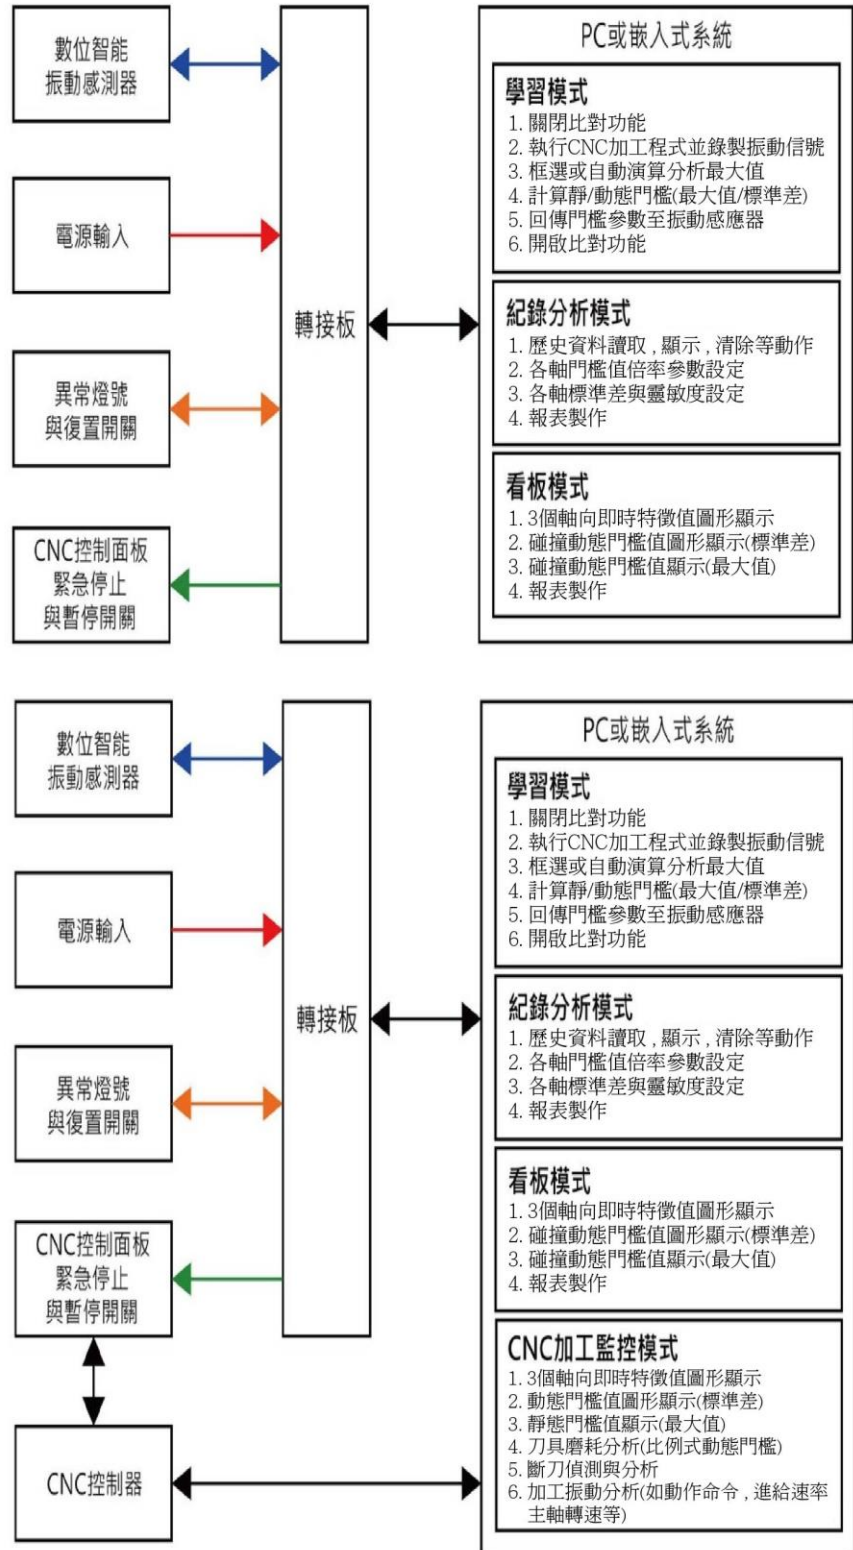 數位智能
振動感測器
電源輸入
異常燈號
與復置開關
CNC控制面板
緊急停止
與暫停開關
轉接板
PC或嵌入式系統
學習模式
1. 關閉比對功能
2. 執行CNC加工程式並錄製振動信號
3. 框選或自動演算分析最大值
4. 計算靜/動態門檻(最大值/標準差)
5. 回傳門檻參數至振動感應器
6. 開啟比對功能
紀錄分析模式
1. 歷史資料讀取 , 顯示 , 清除等動作
2. 各軸門檻值倍率參數設定
3. 各軸標準差與靈敏度設定
4. 報表製作
看板模式
1. 3個軸向即時特徵值圖形顯示
2. 碰撞動態門檻值圖形顯示(標準差)
3. 碰撞動態門檻值顯示(最大值)
4. 報表製作
數位智能
振動感測器
電源輸入
異常燈號
與復置開關
CNC控制面板
緊急停止
與暫停開關
CNC控制器
轉接板
PC或嵌入式系統
學習模式
1. 關閉比對功能
2. 執行CNC加工程式並錄製振動信號
3. 框選或自動演算分析最大值
4. 計算靜/動態門檻(最大值/標準差)
5. 回傳門檻參數至振動感應器
6. 開啟比對功能
紀錄分析模式
1. 歷史資料讀取 , 顯示 , 清除等動作
2. 各軸門檻值倍率參數設定
3. 各軸標準差與靈敏度設定
4. 報表製作
看板模式
1. 3個軸向即時特徵值圖形顯示
2. 碰撞動態門檻值圖形顯示(標準差)
3. 碰撞動態門檻值顯示(最大值)
4. 報表製作
CNC加工監控模式
1. 3個軸向即時特徵值圖形顯示
2. 動態門檻值圖形顯示(標準差)
3. 靜態門檻值顯示(最大值)
4. 刀具磨耗分析(比例式動態門檻)
5. 斷刀偵測與分析
6. 加工振動分析(如動作命令 , 進給速率
主軸轉速等)